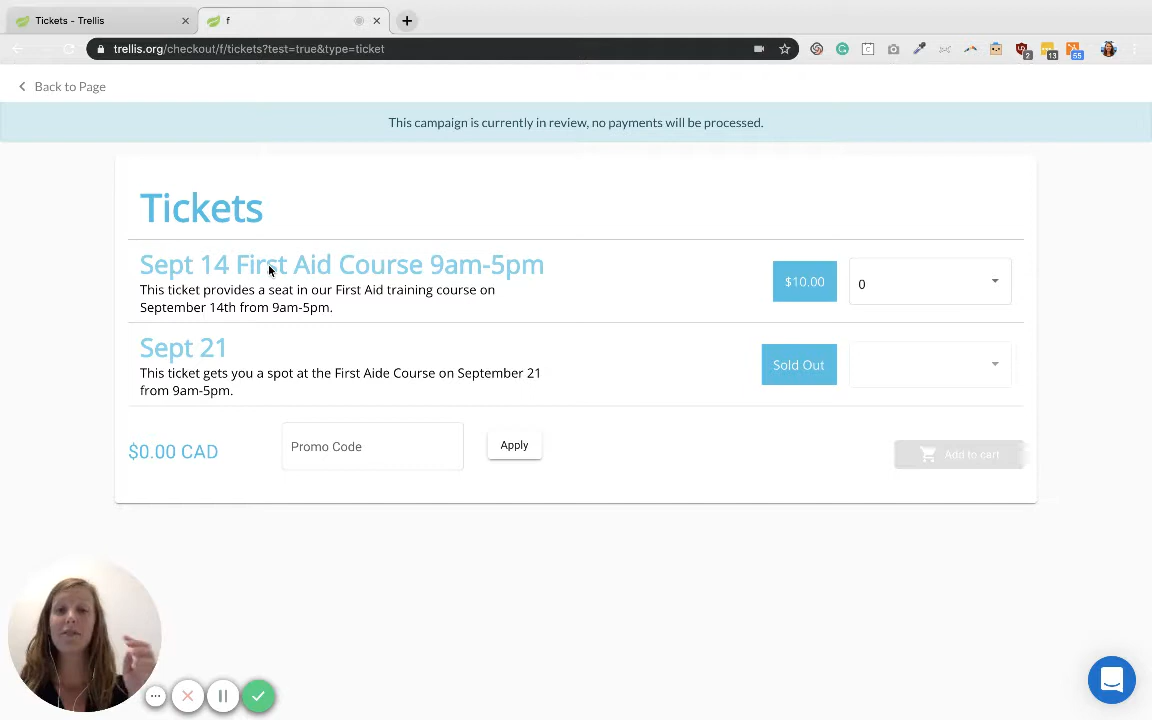 Tickets - Trellis
f
trellis.org/checkout/f/tickets?test=true&type=ticket
2
13
55
Back to Page
This campaign is currently in review, no payments will be processed.
Tickets
Sept 14 First Aid Course 9am-5pm
This ticket provides a seat in our First Aid training course on
September 14th from 9am-5pm.
$10.00
0
Sept 21
This ticket gets you a spot at the First Aide Course on September 21
from 9am-5pm.
Sold Out
$0.00 CAD
Promo Code
Apply
Add to cart